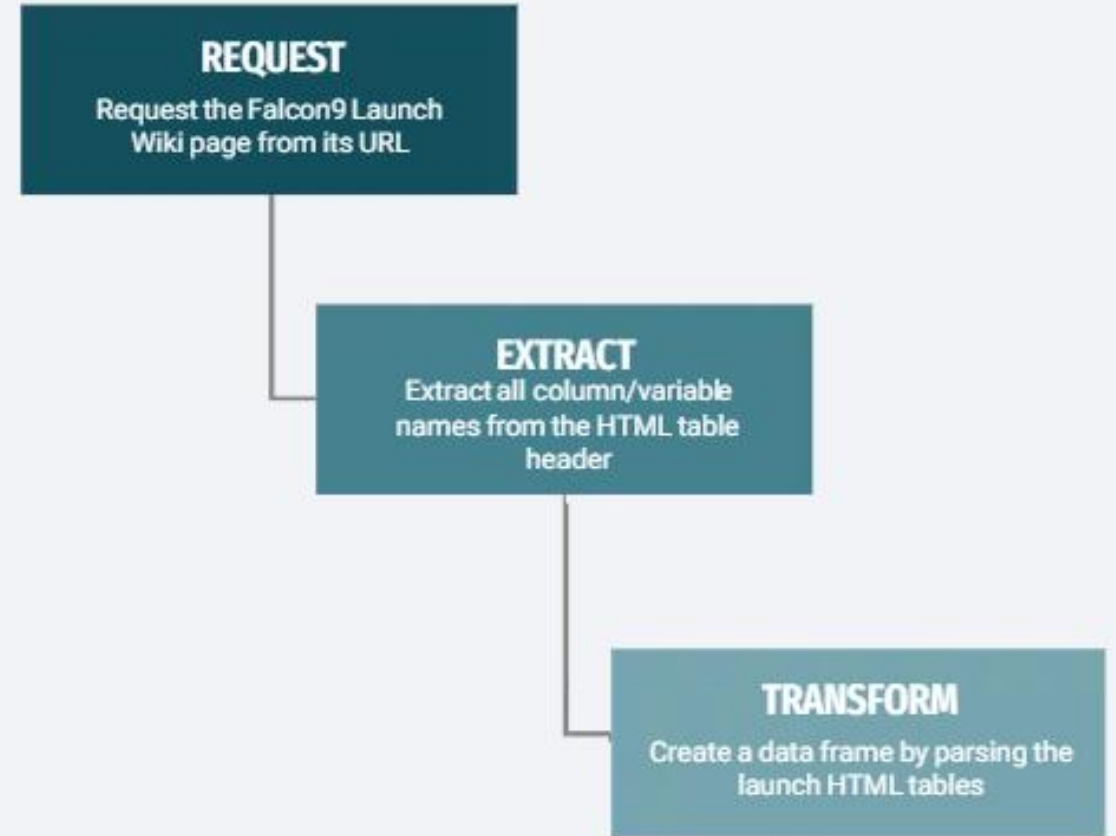 REQUEST
Request the Falcon9 Launch
Wiki page from its URL
EXTRACT
Extract all column/variable
names from the HTML table
header
TRANSFORM
Create a data frame by parsing the
launch HTML tables